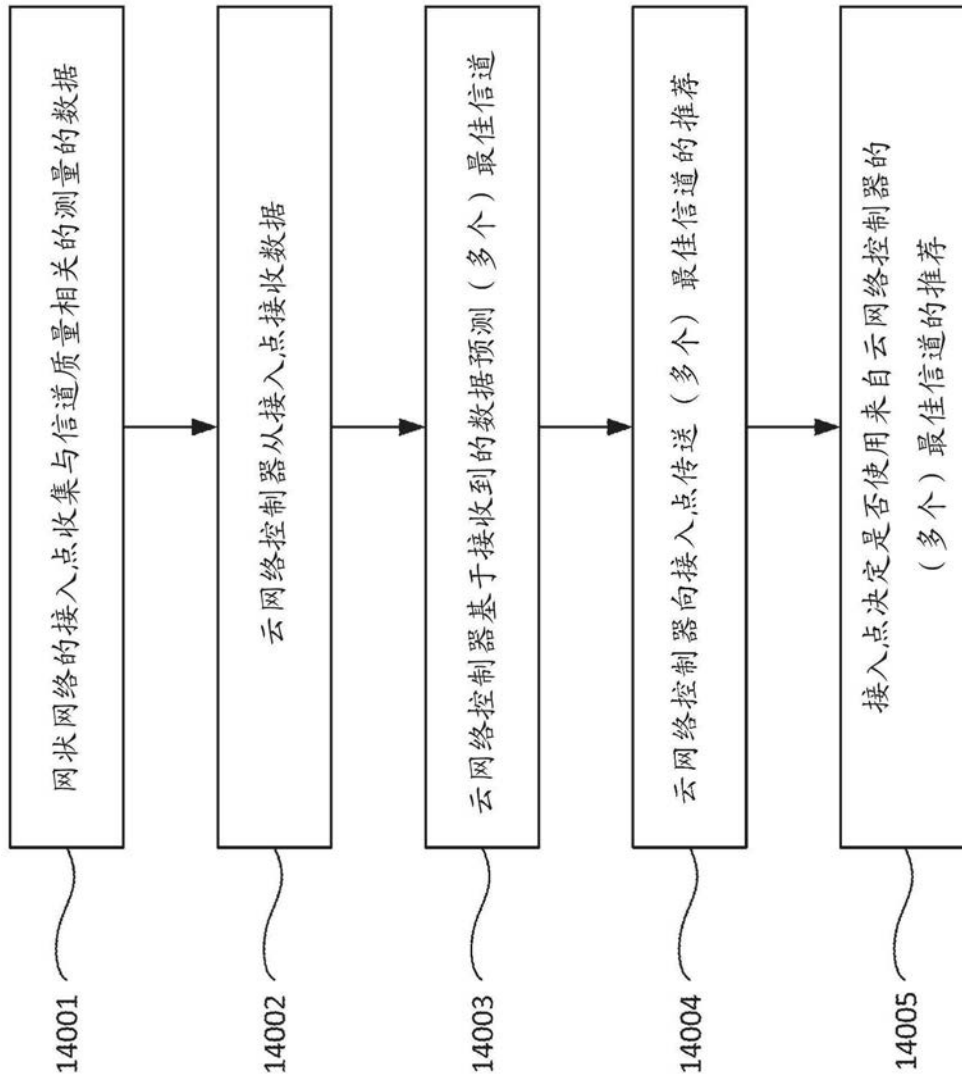 14001
网状网络的接入点收集与信道质量相关的测量的数据
14002
云网络控制器从接入点接收数据
14003
云网络控制器基于接收到的数据预测（多个）最佳信道
14004
云网络控制器向接入点传送（多个）最佳信道的推荐
14005
接入点决定是否使用来自云网络控制器的
（多个）最佳信道的推荐